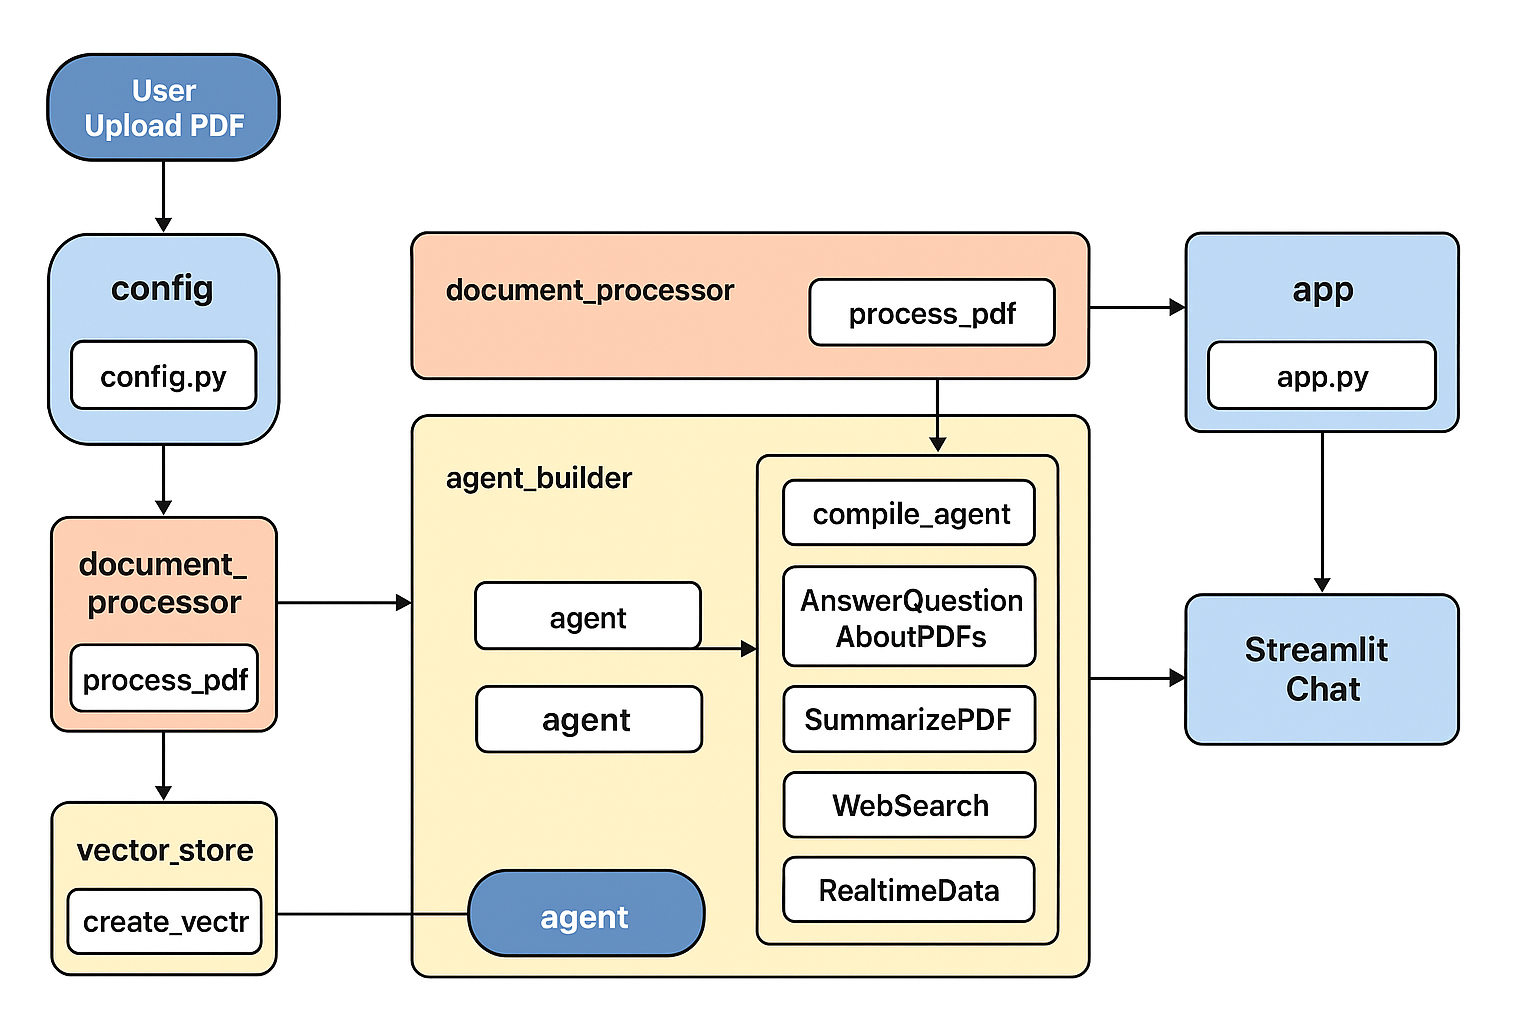 User
Upload PDF
config
config.py
document_
processor
process_pdf
vector_store
create_vectr
document_processor
process_pdf
agent_builder
agent
agent
agent
compile_agent
AnswerQuestion
AboutPDFs
SummarizePDF
WebSearch
RealtimeData
app
app.py
Streamlit
Chat